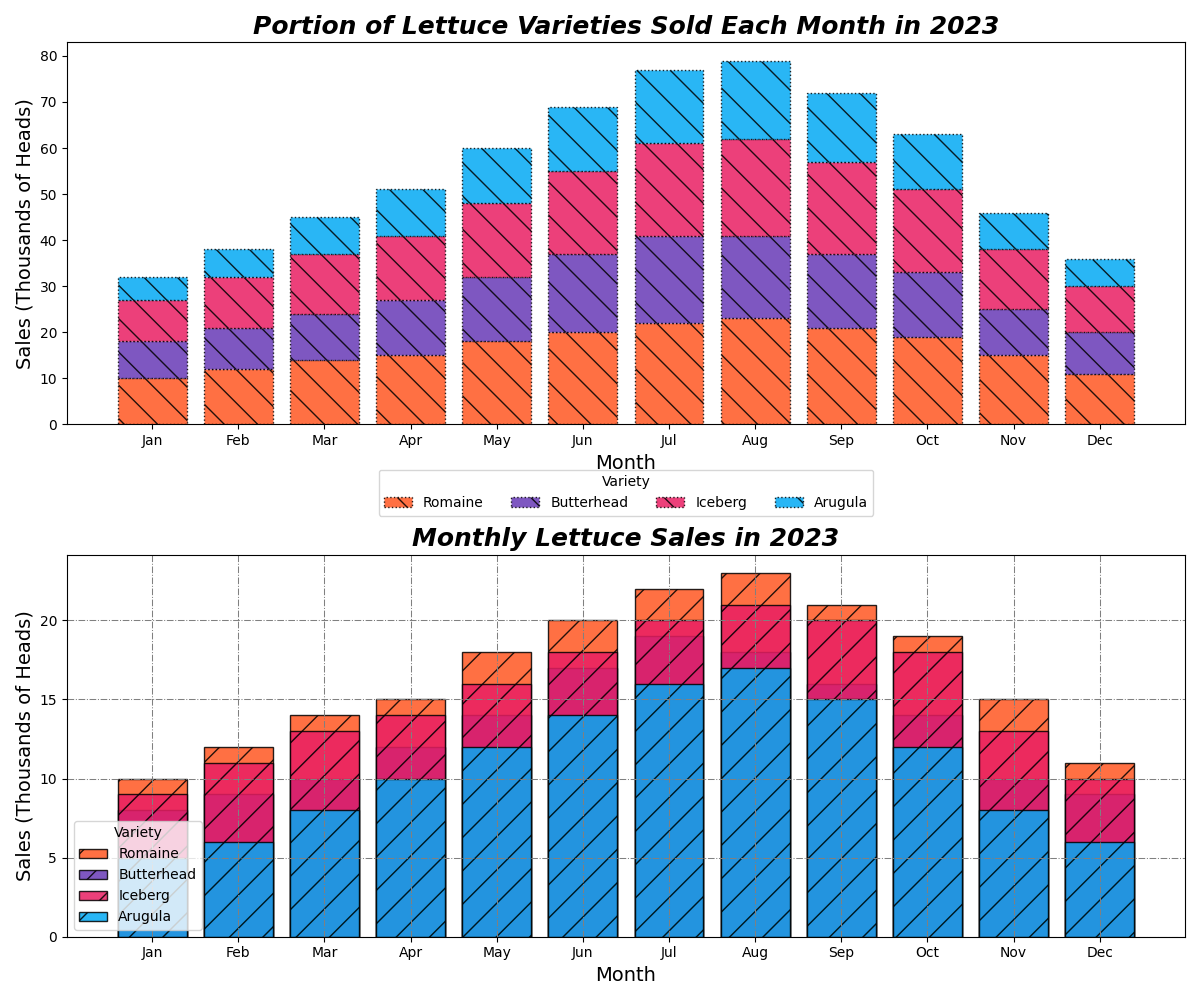 Portion of Lettuce Varieties Sold Each Month in 2023
Sales (Thousands of Heads)
80
70
60
50
40
30
20
10
0
Jan Feb Mar Apr May Jun Jul Aug Sep Oct Nov Dec
Month
Variety
Romaine Butterhead Iceberg Arugula
Monthly Lettuce Sales in 2023
Sales (Thousands of Heads)
20
15
10
5
0
Variety
Romaine
Butterhead
Iceberg
Arugula
Jan Feb Mar Apr May Jun Jul Aug Sep Oct Nov Dec
Month